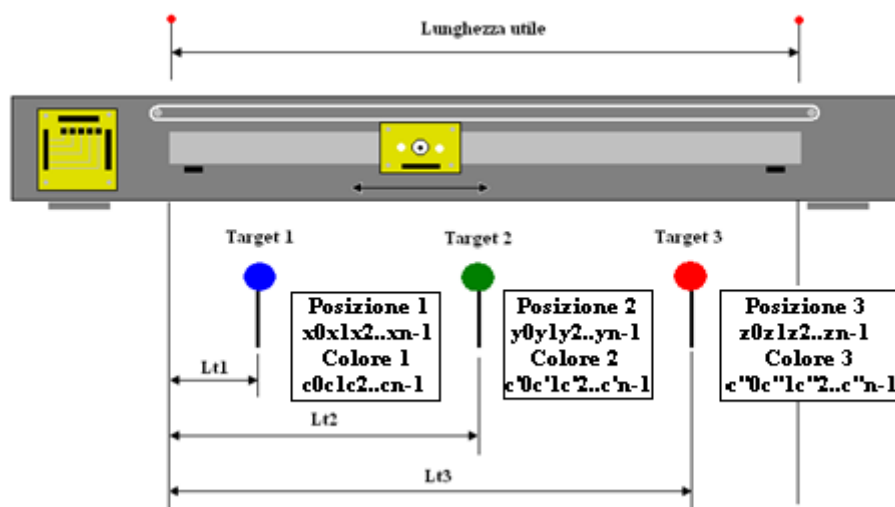 Lunghezza utile
Target 1
Target 2
Target 3
Posizione 1
x0x1x2..xn-1
Colore 1
c0c1c2..cn-1
Posizione 2
y0y1y2..yn-1
Colore 2
c'0c'1c'2..c'n-1
Posizione 3
z0z1z2..zn-1
Colore 3
c"0c"1c"2..c"n-1
Lt1
Lt2
Lt3